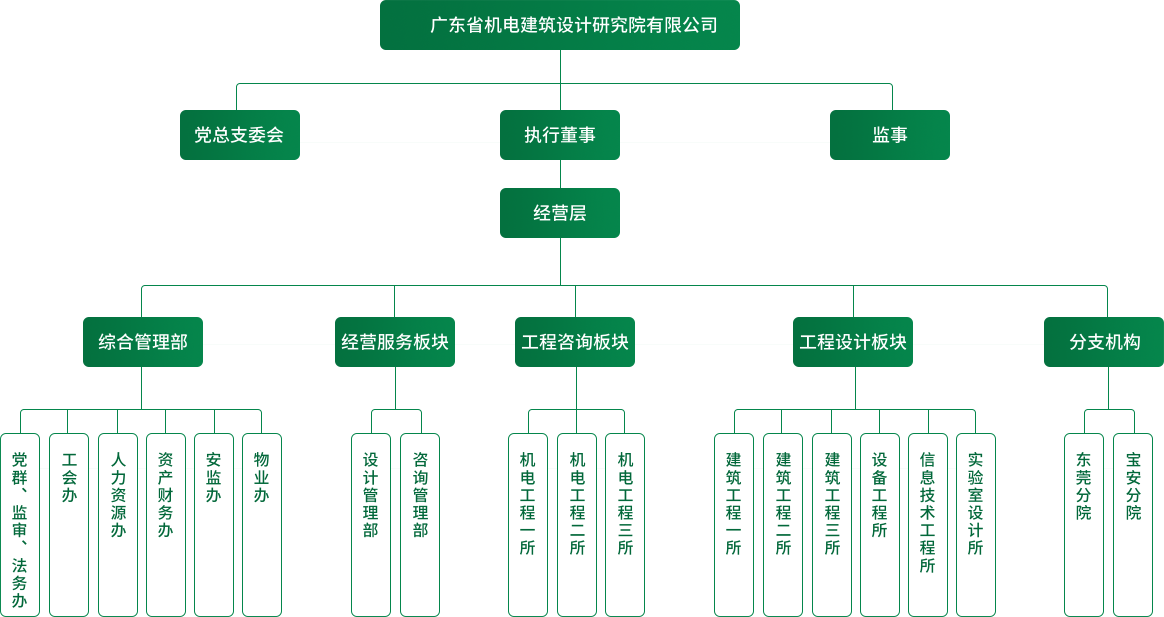 广东省机电建筑设计研究院有限公司
党总支委会
执行董事
监事
经营层
综合管理部
经营服务板块
工程咨询板块
工程设计板块
分支机构
党群、监审、法务办
工会办
人力资源办
资产财务办
安监办
物业办
设计管理部
咨询管理部
机电工程一所
机电工程二所
机电工程三所
建筑工程一所
建筑工程二所
建筑工程三所
设备工程所
信息技术工程所
实验室设计所
东莞分院
宝安分院